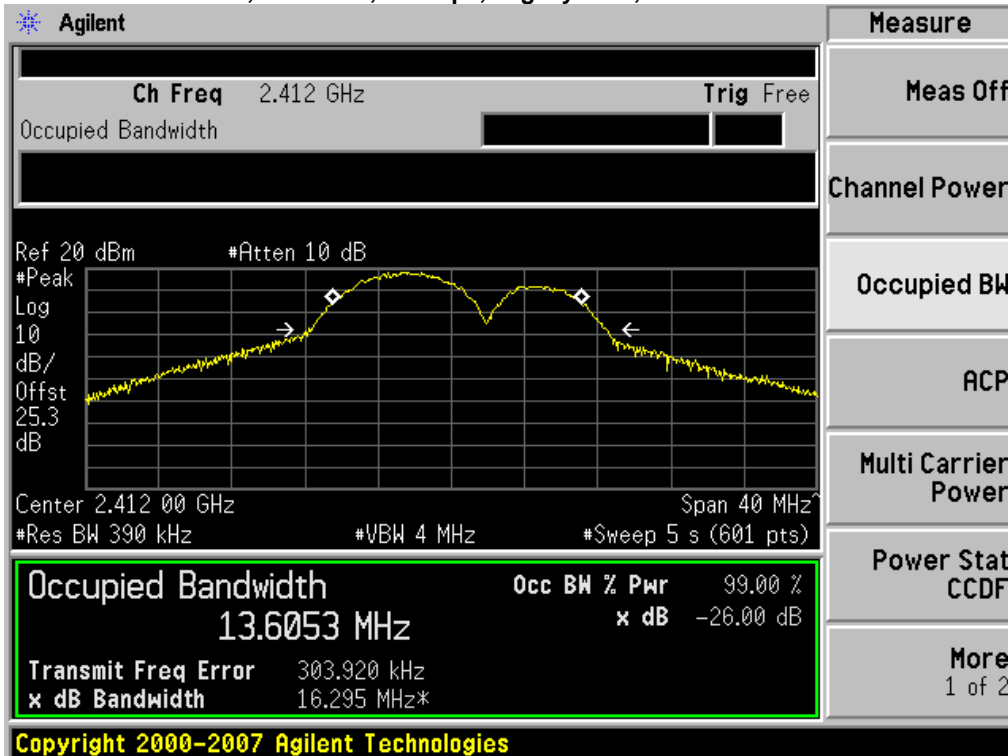 Agilent
Measure
Ch Freq 2.412 GHz Trig Free
Occupied Bandwidth
Meas Off
Channel Power
Occupied BW
ACP
Multi Carrier
Power
Power Stat
CCDF
More
1 of 2
Ref 20 dBm #Atten 10 dB
#Peak
Log
10
dB/
Offst
25.3
dB
Center 2.412 00 GHz Span 40 MHz^
#Res BW 390 kHz #VBW 4 MHz #Sweep 5 s (601 pts)
Occupied Bandwidth Occ BW % Pwr 99.00 %
13.6053 MHz x dB -26.00 dB
Transmit Freq Error 303.920 kHz
x dB Bandwidth 16.295 MHz*
Copyright 2000-2007 Agilent Technologies